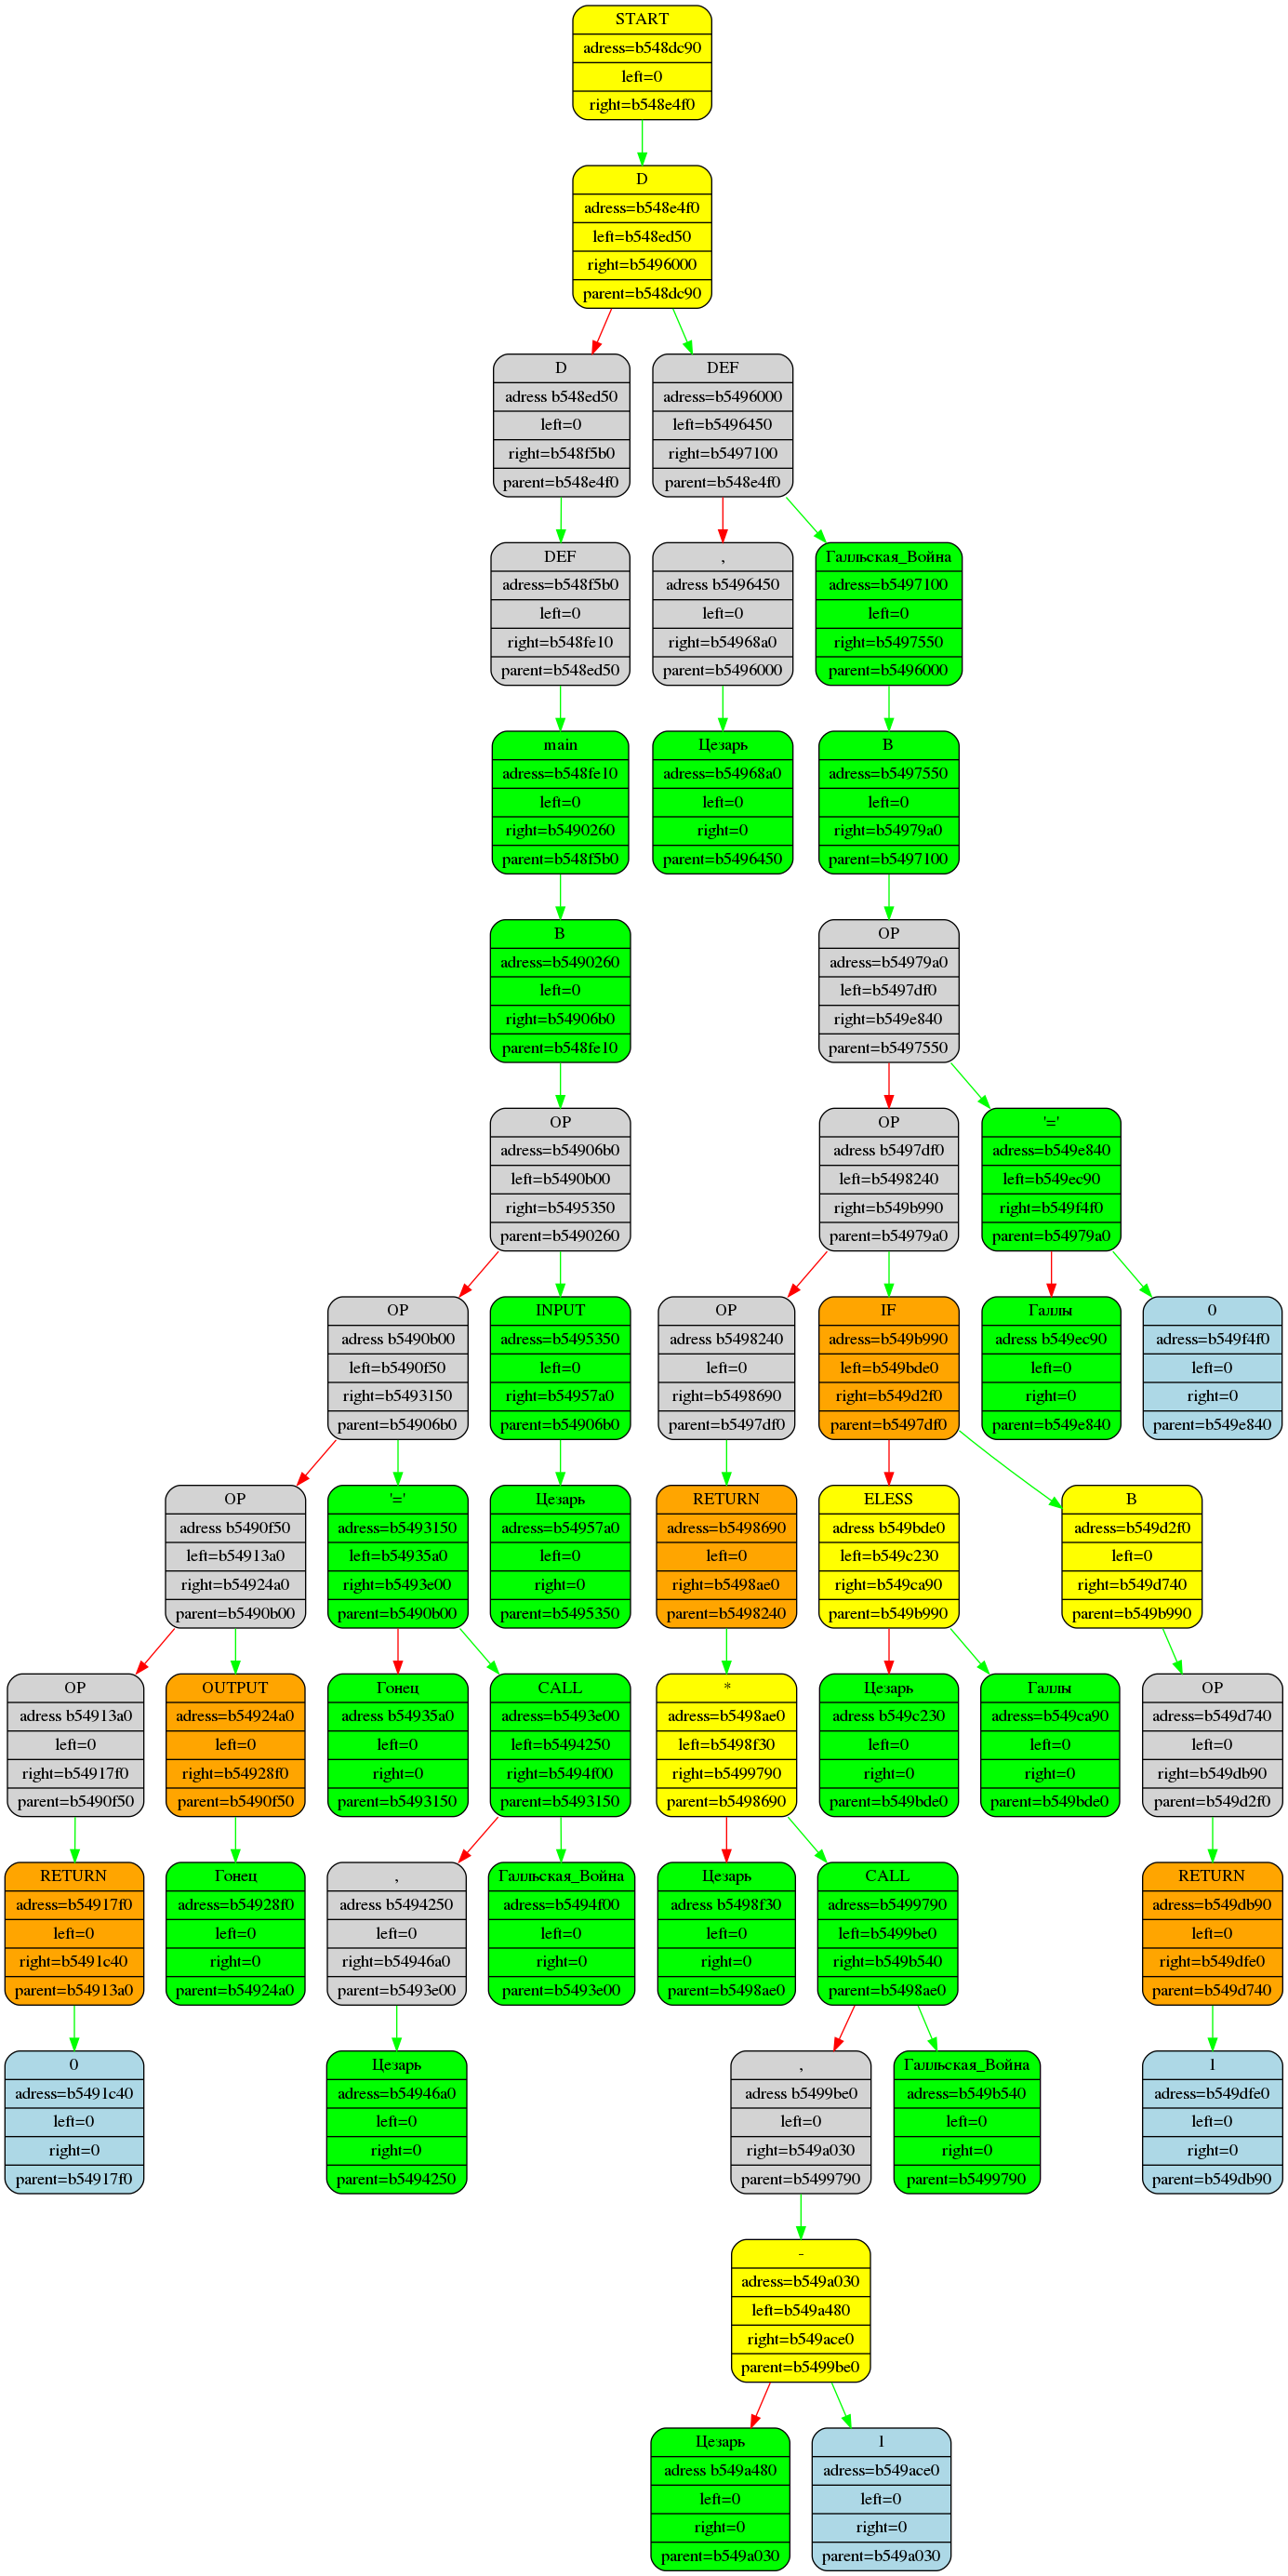 START
adress=b548dc90
left=0
right=b548e4f0
D
adress=b548e4f0
left=b548ed50
right=b5496000
parent=b548dc90
D
adress b548ed50
left=0
right=b548f5b0
parent=b548e4f0
DEF
adress=b5496000
left=b5496450
right=b5497100
parent=b548e4f0
DEF
adress=b548f5b0
left=0
right=b548fe10
parent=b548ed50
,
adress b5496450
left=0
right=b54968a0
parent=b5496000
Галльская_Война
adress=b5497100
left=0
right=b5497550
parent=b5496000
main
adress=b548fe10
left=0
right=b5490260
parent=b548f5b0
Цезарь
adress=b54968a0
left=0
right=0
parent=b5496450
B
adress=b5497550
left=0
right=b54979a0
parent=b5497100
B
adress=b5490260
left=0
right=b54906b0
parent=b548fe10
OP
adress=b54979a0
left=b5497df0
right=b549e840
parent=b5497550
OP
adress=b54906b0
left=b5490b00
right=b5495350
parent=b5490260
OP
adress b5497df0
left=b5498240
right=b549b990
parent=b54979a0
'='
adress=b549e840
left=b549ec90
right=b549f4f0
parent=b54979a0
OP
adress b5490b00
left=b5490f50
right=b5493150
parent=b54906b0
INPUT
adress=b5495350
left=0
right=b54957a0
parent=b54906b0
OP
adress b5498240
left=0
right=b5498690
parent=b5497df0
IF
adress=b549b990
left=b549bde0
right=b549d2f0
parent=b5497df0
Галлы
adress b549ec90
left=0
right=0
parent=b549e840
0
adress=b549f4f0
left=0
right=0
parent=b549e840
OP
adress b5490f50
left=b54913a0
right=b54924a0
parent=b5490b00
'='
adress=b5493150
left=b54935a0
right=b5493e00
parent=b5490b00
Цезарь
adress=b54957a0
left=0
right=0
parent=b5495350
RETURN
adress=b5498690
left=0
right=b5498ae0
parent=b5498240
ELESS
adress b549bde0
left=b549c230
right=b549ca90
parent=b549b990
B
adress=b549d2f0
left=0
right=b549d740
parent=b549b990
OP
adress b54913a0
left=0
right=b54917f0
parent=b5490f50
OUTPUT
adress=b54924a0
left=0
right=b54928f0
parent=b5490f50
Гонец
adress b54935a0
left=0
right=0
parent=b5493150
CALL
adress=b5493e00
left=b5494250
right=b5494f00
parent=b5493150
*
adress=b5498ae0
left=b5498f30
right=b5499790
parent=b5498690
Цезарь
adress b549c230
left=0
right=0
parent=b549bde0
Галлы
adress=b549ca90
left=0
right=0
parent=b549bde0
OP
adress=b549d740
left=0
right=b549db90
parent=b549d2f0
RETURN
adress=b54917f0
left=0
right=b5491c40
parent=b54913a0
Гонец
adress=b54928f0
left=0
right=0
parent=b54924a0
,
adress b5494250
left=0
right=b54946a0
parent=b5493e00
Галльская_Война
adress=b5494f00
left=0
right=0
parent=b5493e00
Цезарь
adress b5498f30
left=0
right=0
parent=b5498ae0
CALL
adress=b5499790
left=b5499be0
right=b549b540
parent=b5498ae0
RETURN
adress=b549db90
left=0
right=b549dfe0
parent=b549d740
0
adress=b5491c40
left=0
right=0
parent=b54917f0
Цезарь
adress=b54946a0
left=0
right=0
parent=b5494250
,
adress b5499be0
left=0
right=b549a030
parent=b5499790
Галльская_Война
adress=b549b540
left=0
right=0
parent=b5499790
1
adress=b549dfe0
left=0
right=0
parent=b549db90
-
adress=b549a030
left=b549a480
right=b549ace0
parent=b5499be0
Цезарь
adress b549a480
left=0
right=0
parent=b549a030
1
adress=b549ace0
left=0
right=0
parent=b549a030